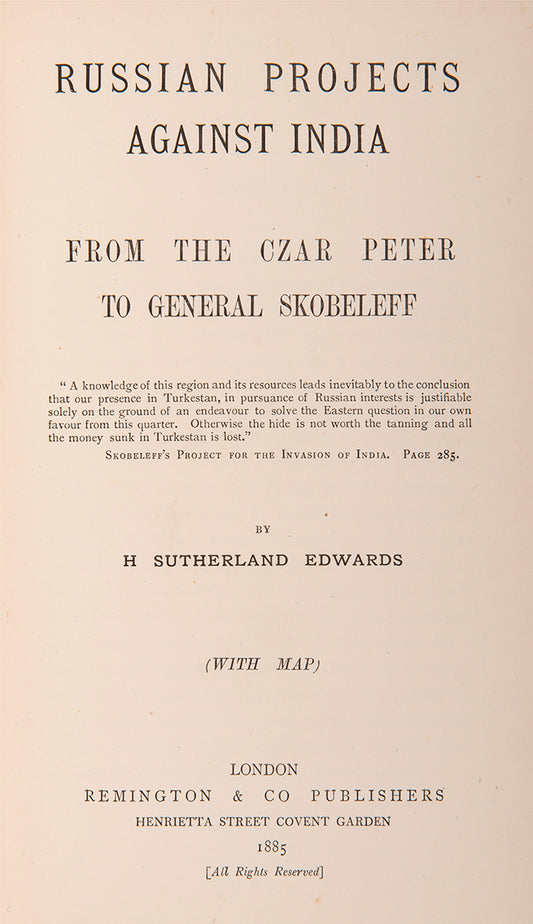 RUSSIAN PROJECTS
AGAINST INDIA
FROM THE CZAR PETER
TO GENERAL SKOBELEFF
“ A knowledge of this region and its resources leads inevitably to the conclusion
that our presence in Turkestan, in pursuance of Russian interests is justifiable
solely on the ground of an endeavour to solve the Eastern question in our own
favour from this quarter. Otherwise the hide is not worth the tanning and all
the money sunk in Turkestan is lost.”
SKOBELEFF’S PROJECT FOR THE INVASION OF INDIA. PAGE 285.
BY
H SUTHERLAND EDWARDS
(WITH MAP)
LONDON
REMINGTON & CO PUBLISHERS
HENRIETTA STREET COVENT GARDEN
1885
[All Rights Reserved]